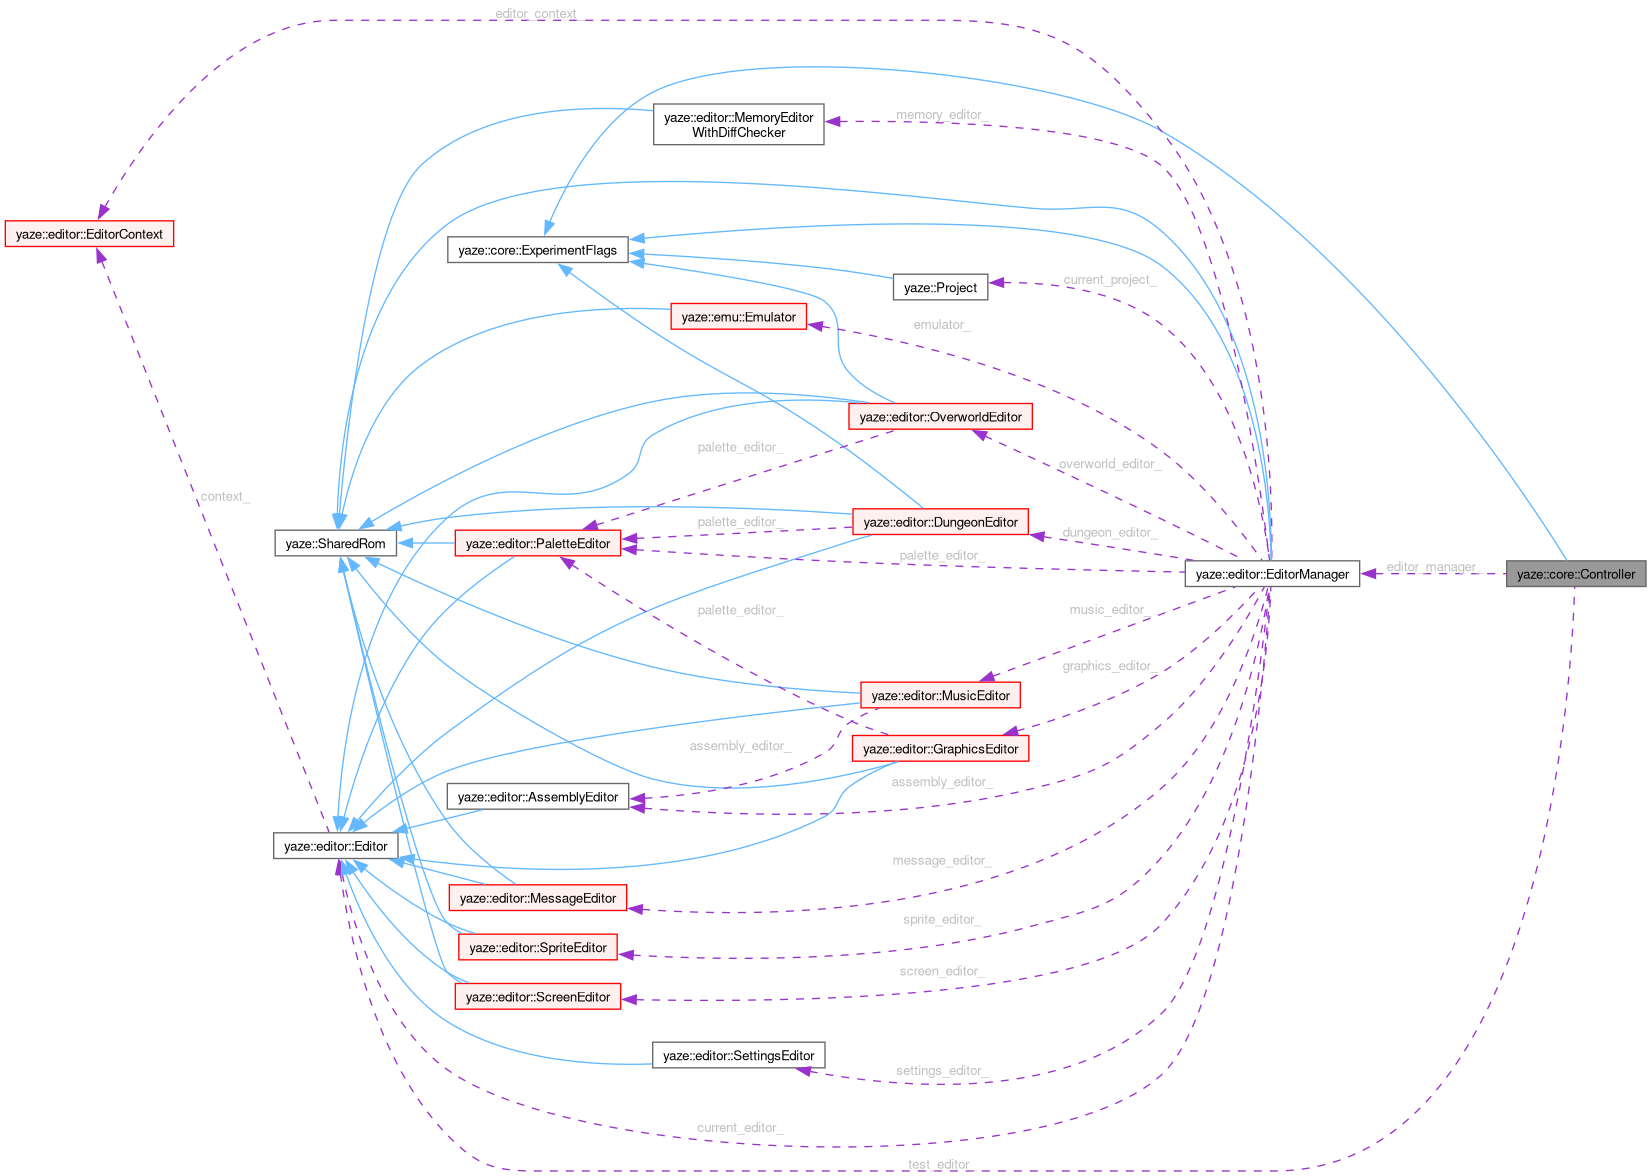 editor_context
yaze::editor::MemoryEditor
WithDiffChecker
memory_editor_
yaze::editor::EditorContext
yaze::core::ExperimentFlags
yaze::Project
current_project_
yaze::emu::Emulator
emulator_
yaze::editor::OverworldEditor
palette_editor_
overworld_editor_
context_
yaze::SharedRom
yaze::editor::PaletteEditor
palette_editor_
yaze::editor::DungeonEditor
dungeon_editor_
palette_editor_
yaze::editor::EditorManager
editor_manager_
yaze::core::Controller
palette_editor_
music_editor_
graphics_editor_
yaze::editor::MusicEditor
assembly_editor_
yaze::editor::GraphicsEditor
assembly_editor_
yaze::editor::AssemblyEditor
yaze::editor::Editor
message_editor_
yaze::editor::MessageEditor
sprite_editor_
yaze::editor::SpriteEditor
screen_editor_
yaze::editor::ScreenEditor
yaze::editor::SettingsEditor
settings_editor_
current_editor_
test_editor_